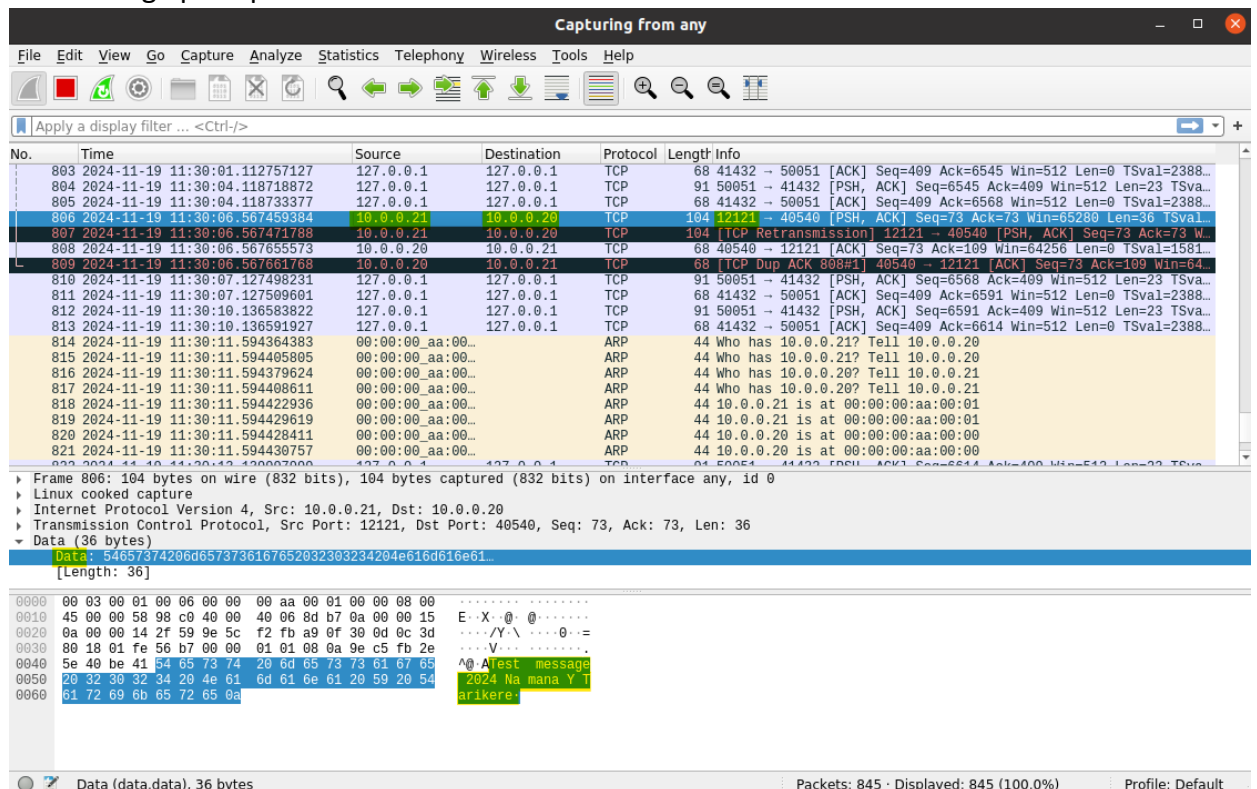 Capturing from any
File Edit View Go Capture Analyze Statistics Telephony Wireless Tools Help
Apply a display filter ... <Ctrl-/>
No. Time Source Destination Protocol Length Info
803 2024-11-19 11:30:01.112757127 127.0.0.1 127.0.0.1 TCP 68 41432 → 50051 [ACK] Seq=409 Ack=6545 Win=512 Len=0 TSval=2388…
804 2024-11-19 11:30:04.118718872 127.0.0.1 127.0.0.1 TCP 91 50051 → 41432 [PSH, ACK] Seq=6545 Ack=409 Win=512 Len=23 TSva…
805 2024-11-19 11:30:04.118733377 127.0.0.1 127.0.0.1 TCP 68 41432 → 50051 [ACK] Seq=409 Ack=6568 Win=512 Len=0 TSval=2388…
806 2024-11-19 11:30:06.567459384 10.0.0.21 10.0.0.20 TCP 104 12121 → 40540 [PSH, ACK] Seq=73 Ack=73 Win=65280 Len=36 TSval…
807 2024-11-19 11:30:06.567471788 10.0.0.21 10.0.0.20 TCP 104 [TCP Retransmission] 12121 → 40540 [PSH, ACK] Seq=73 Ack=73 W…
808 2024-11-19 11:30:06.567655573 10.0.0.20 10.0.0.21 TCP 68 40540 → 12121 [ACK] Seq=73 Ack=109 Win=64256 Len=0 TSval=1581…
809 2024-11-19 11:30:06.567661768 10.0.0.20 10.0.0.21 TCP 68 [TCP Dup ACK 808#1] 40540 → 12121 [ACK] Seq=73 Ack=109 Win=64…
810 2024-11-19 11:30:07.127498231 127.0.0.1 127.0.0.1 TCP 91 50051 → 41432 [PSH, ACK] Seq=6568 Ack=409 Win=512 Len=23 TSva…
811 2024-11-19 11:30:07.127509601 127.0.0.1 127.0.0.1 TCP 68 41432 → 50051 [ACK] Seq=409 Ack=6591 Win=512 Len=0 TSval=2388…
812 2024-11-19 11:30:10.136583822 127.0.0.1 127.0.0.1 TCP 91 50051 → 41432 [PSH, ACK] Seq=6591 Ack=409 Win=512 Len=23 TSva…
813 2024-11-19 11:30:10.136591927 127.0.0.1 127.0.0.1 TCP 68 41432 → 50051 [ACK] Seq=409 Ack=6614 Win=512 Len=0 TSval=2388…
814 2024-11-19 11:30:11.594364383 00:00:00_aa:00… ARP 44 Who has 10.0.0.21? Tell 10.0.0.20
815 2024-11-19 11:30:11.594405805 00:00:00_aa:00… ARP 44 Who has 10.0.0.21? Tell 10.0.0.20
816 2024-11-19 11:30:11.594379624 00:00:00_aa:00… ARP 44 Who has 10.0.0.20? Tell 10.0.0.21
817 2024-11-19 11:30:11.594408611 00:00:00_aa:00… ARP 44 Who has 10.0.0.20? Tell 10.0.0.21
818 2024-11-19 11:30:11.594422936 00:00:00_aa:00… ARP 44 10.0.0.21 is at 00:00:00:aa:00:01
819 2024-11-19 11:30:11.594429619 00:00:00_aa:00… ARP 44 10.0.0.21 is at 00:00:00:aa:00:01
820 2024-11-19 11:30:11.594428411 00:00:00_aa:00… ARP 44 10.0.0.20 is at 00:00:00:aa:00:00
821 2024-11-19 11:30:11.594430757 00:00:00_aa:00… ARP 44 10.0.0.20 is at 00:00:00:aa:00:00
Frame 806: 104 bytes on wire (832 bits), 104 bytes captured (832 bits) on interface any, id 0
Linux cooked capture
Internet Protocol Version 4, Src: 10.0.0.21, Dst: 10.0.0.20
Transmission Control Protocol, Src Port: 12121, Dst Port: 40540, Seq: 73, Ack: 73, Len: 36
Data (36 bytes)
Data: 54657374206d6573736167652032303234204e616d616e61…
[Length: 36]
0000 00 03 00 01 00 06 00 00 00 aa 00 01 00 00 08 00 ········ ········
0010 45 00 00 58 98 c0 40 00 40 06 8d b7 0a 00 00 15 E··X··@· @·······
0020 0a 00 00 14 2f 59 9e 5c f2 fb a9 0f 30 0d 0c 3d ····/Y·\ ····0··=
0030 80 18 01 fe 56 b7 00 00 01 01 08 0a 9e c5 fb 2e ····V··· ·······.
0040 5e 40 be 41 54 65 73 74 20 6d 65 73 73 61 67 65 ^@·ATest message
0050 20 32 30 32 34 20 4e 61 6d 61 6e 61 20 59 20 54 2024 Na mana Y T
0060 61 72 69 6b 65 72 65 0a arikere·
Data (data.data), 36 bytes Packets: 845 · Displayed: 845 (100.0%) Profile: Default